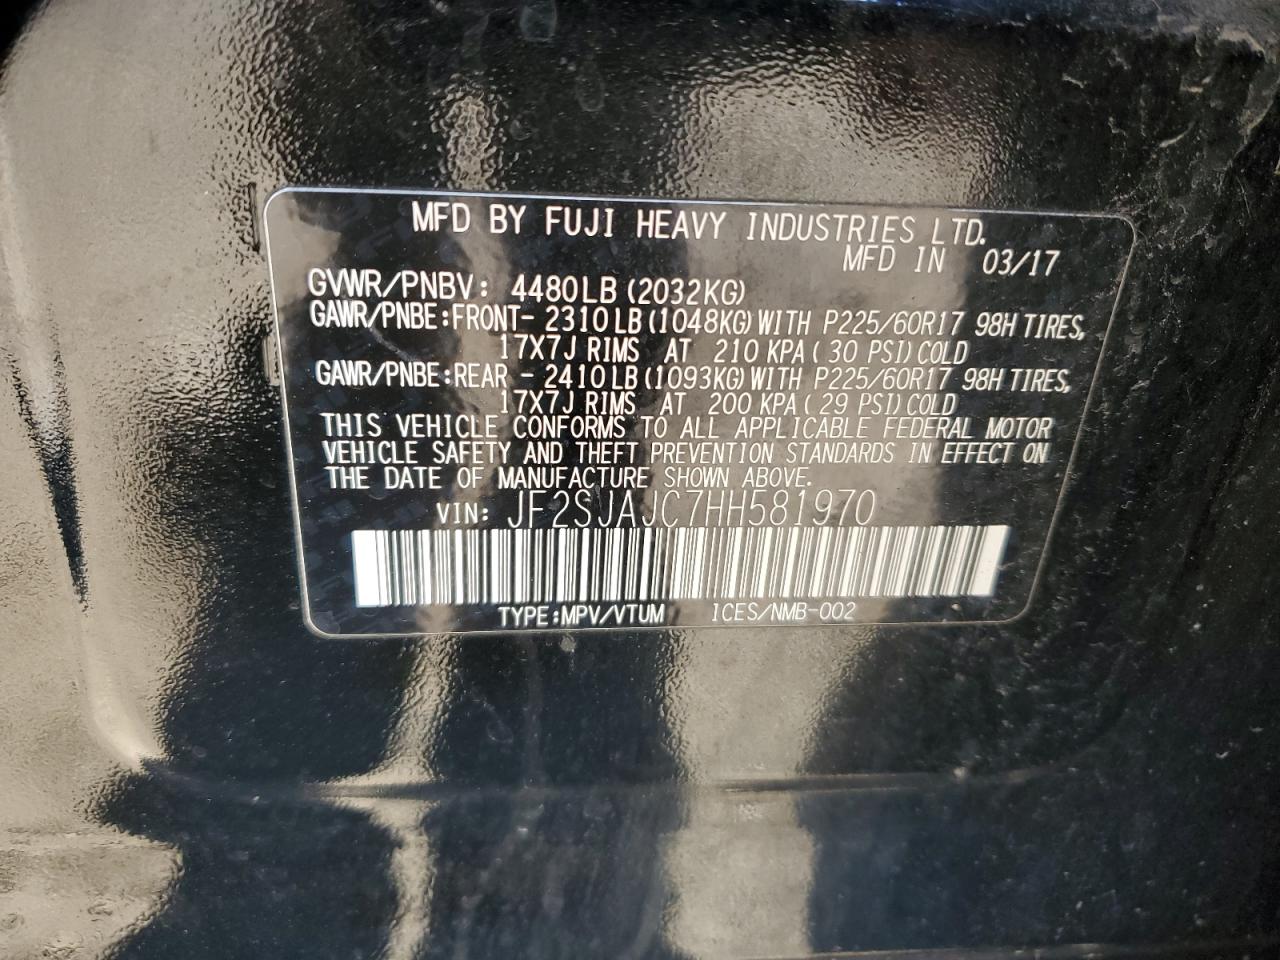 MFD BY FUJI HEAVY INDUSTRIES LTD.
MFD IN 03/17
GVWR/PNBV: 4480LB (2032KG)
GAWR/PNBE:FRONT- 2310LB(1048KG)WITH P225/60R17 98H TIRES,
17X7J RIMS AT 210 KPA(30 PSI)COLD
GAWR/PNBE:REAR - 2410LB(1093KG)WITH P225/60R17 98H TIRES,
17X7J RIMS AT 200 KPA(29 PSI)COLD
THIS VEHICLE CONFORMS TO ALL APPLICABLE FEDERAL MOTOR
VEHICLE SAFETY AND THEFT PREVENTION STANDARDS IN EFFECT ON
THE DATE OF MANUFACTURE SHOWN ABOVE.
VIN: JF2SJAJC7HH581970
TYPE:MPV/VTUM ICES/NMB-002